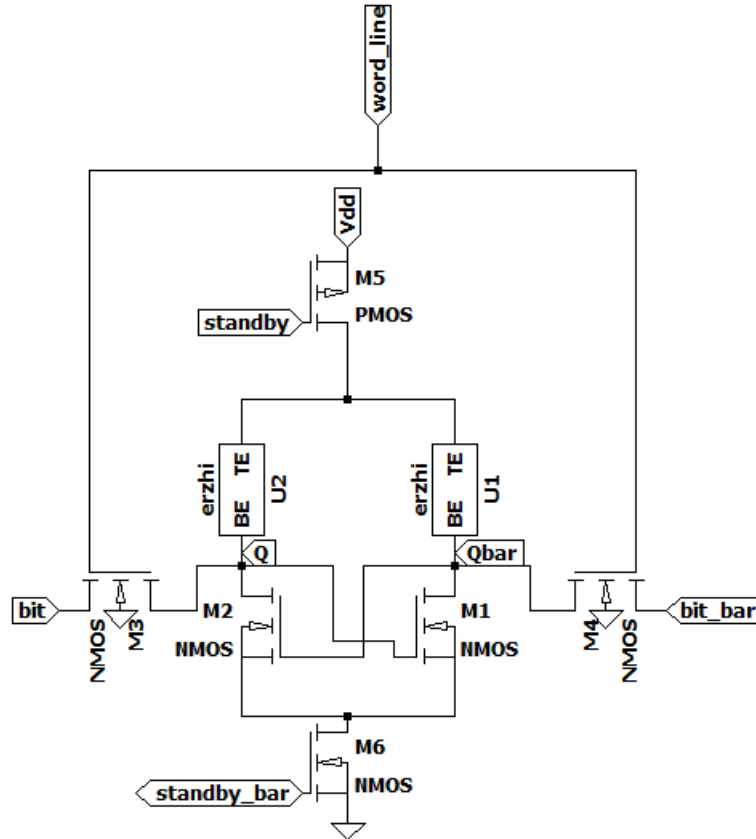 word_line
Vdd
M5
standby
PMOS
erzhi
TE
BE
U2
erzhi
TE
BE
U1
Q
Qbar
bit
NMOS
M3
M2
NMOS
M1
NMOS
M4
NMOS
bit_bar
M6
standby_bar
NMOS